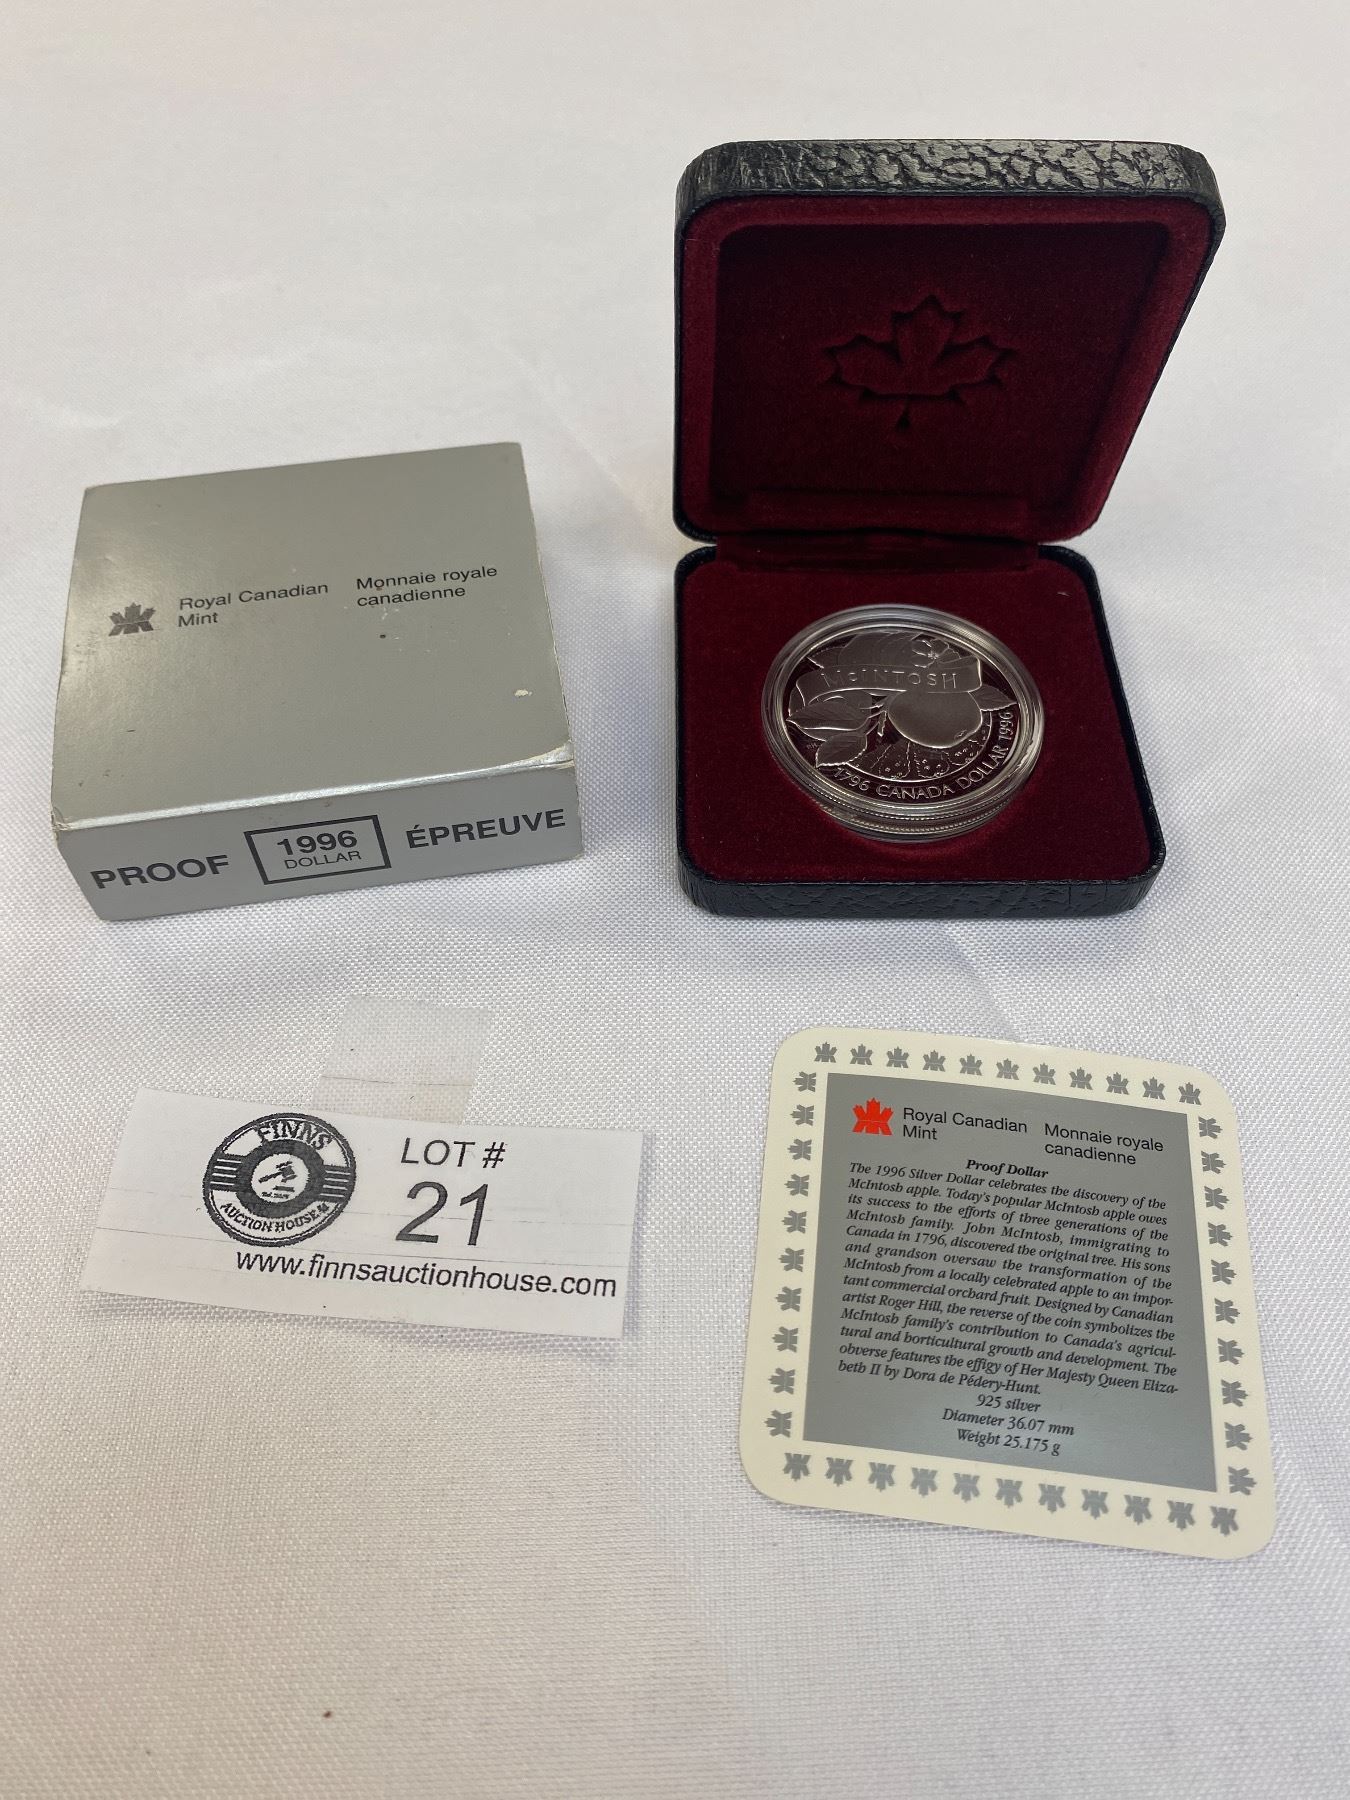 Royal Canadian Mint
Monnaie royale canadienne
PROOF 1996 DOLLAR ÉPREUVE
McINTOSH
1796 CANADA DOLLAR 1996
FINNS
AUCTION HOUSE
LOT #
21
www.finnsauctionhouse.com
Royal Canadian Mint
Monnaie royale canadienne
Proof Dollar
The 1996 Silver Dollar celebrates the discovery of the
McIntosh apple. Today's popular McIntosh apple owes
its success to the efforts of three generations of the
McIntosh family. John McIntosh, immigrating to
Canada in 1796, discovered the original tree. His sons
and grandson oversaw the transformation of the
McIntosh from a locally celebrated apple to an impor-
tant commercial orchard fruit. Designed by Canadian
artist Roger Hill, the reverse of the coin symbolizes the
McIntosh family's contribution to Canada's agricul-
tural and horticultural growth and development. The
obverse features the effigy of Her Majesty Queen Eliza-
beth II by Dora de Pédery-Hunt.
925 silver
Diameter 36.07 mm
Weight 25.175 g